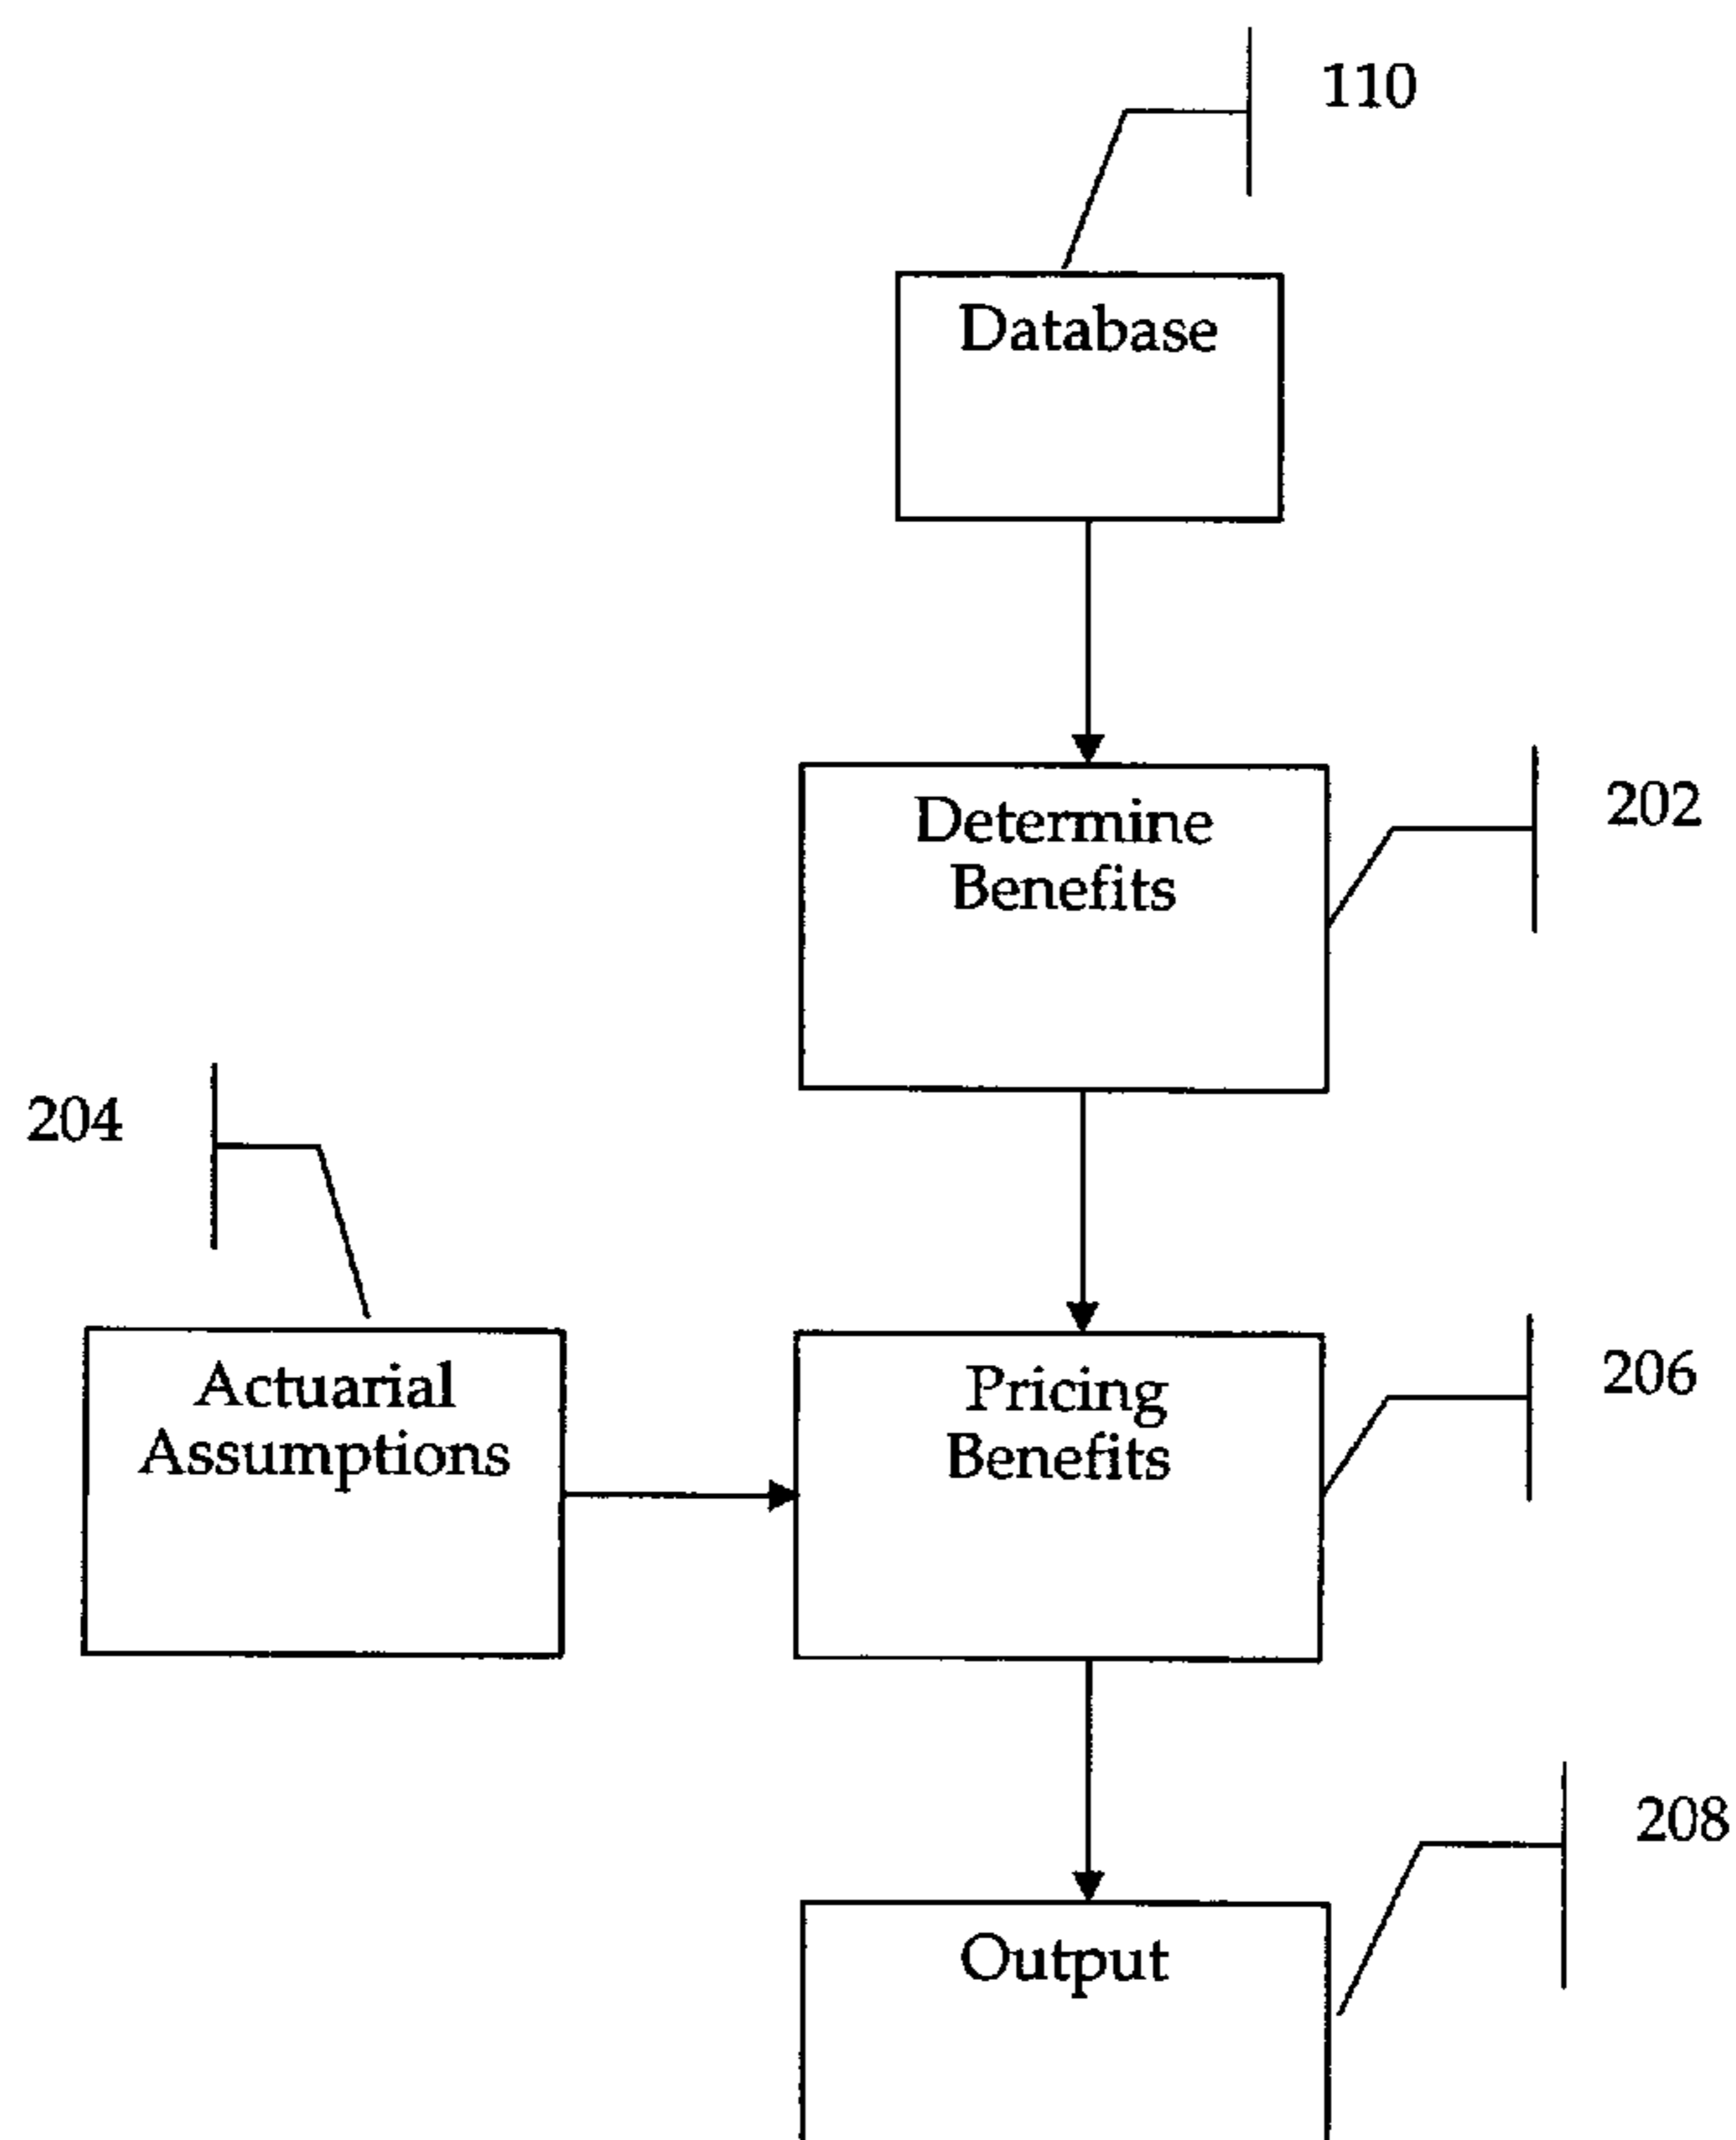 110
Database
Determine
Benefits
202
204
Actuarial
Assumptions
Pricing
Benefits
206
208
Output